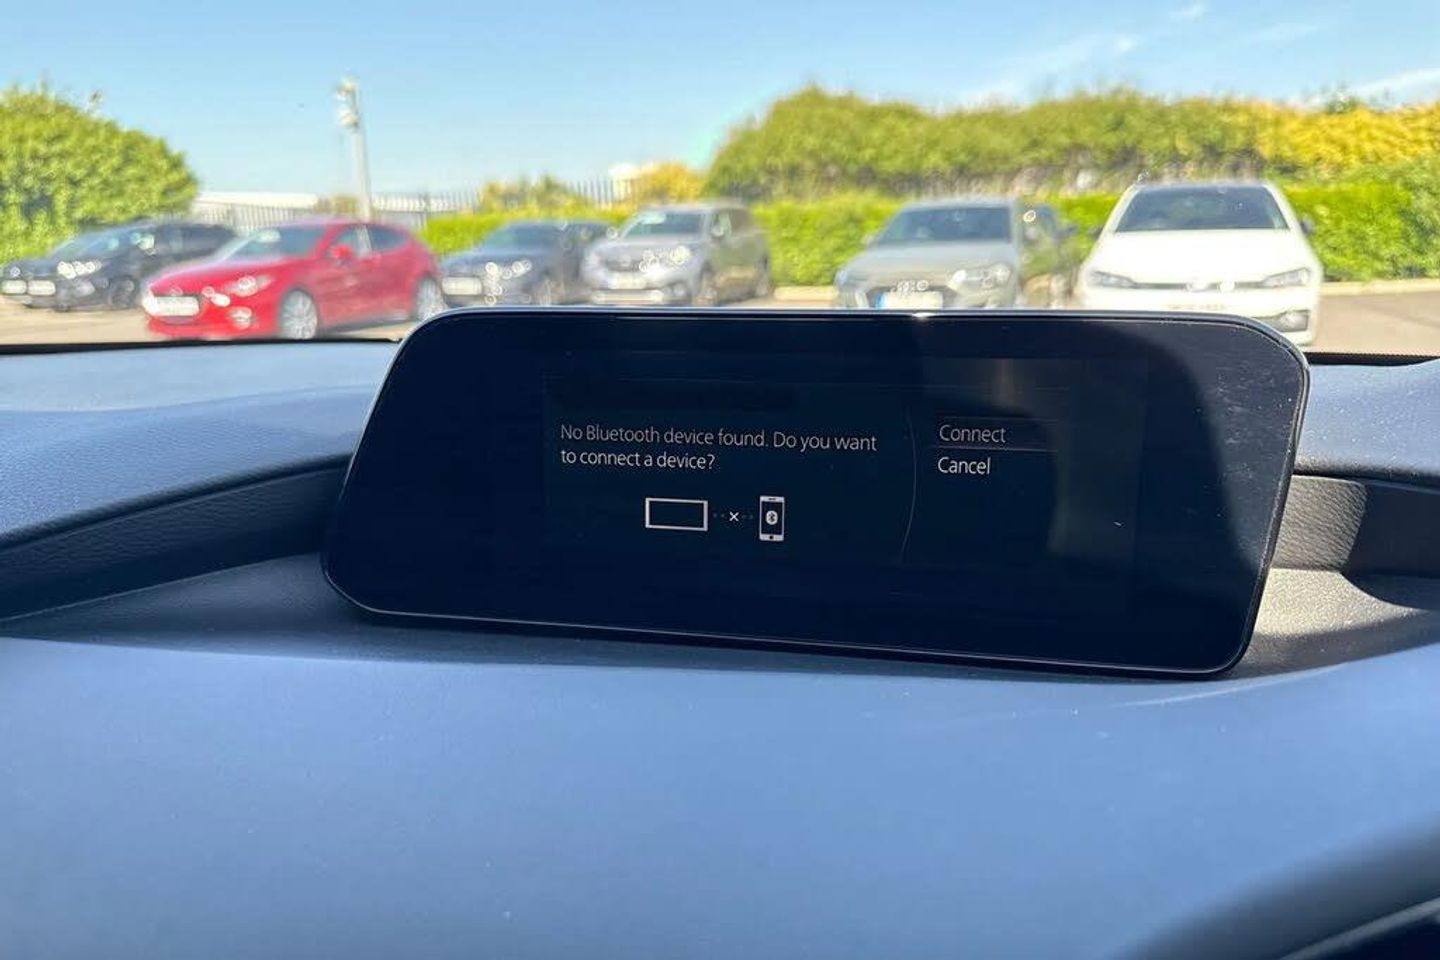 No Bluetooth device found. Do you want
to connect a device?
Connect
Cancel